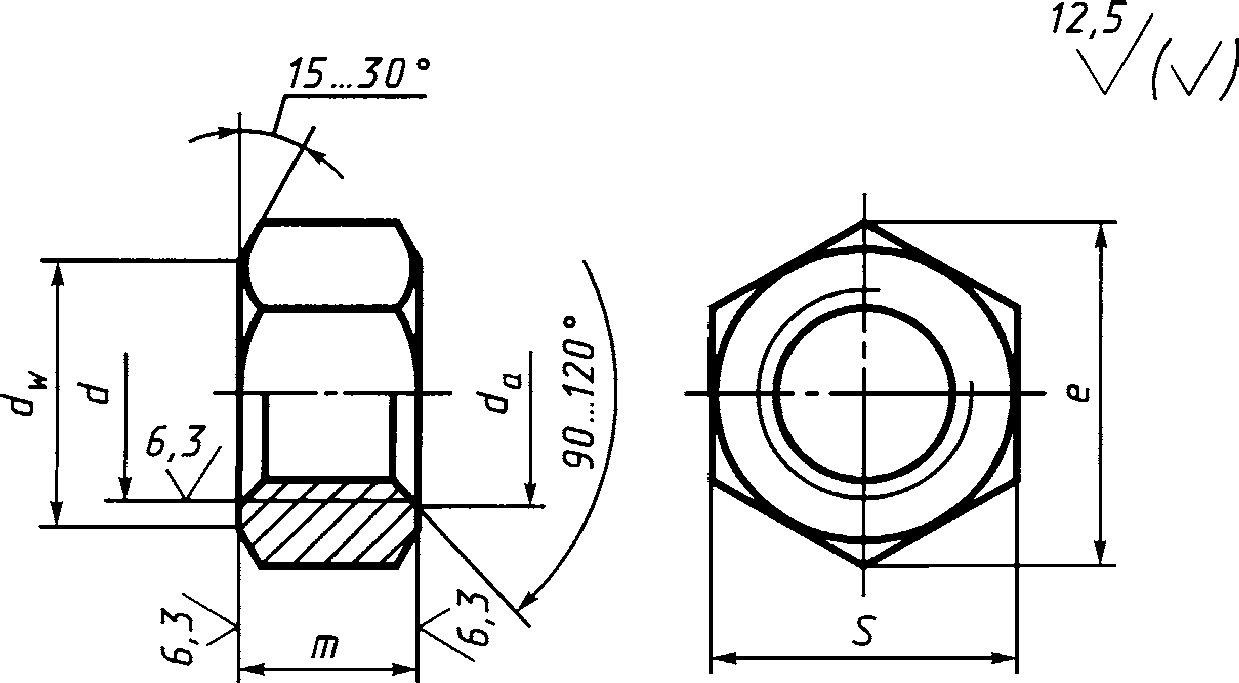 12,5
(√)
15...30°
d_w
d
6,3
d_a
90...120°
e
6,3
m
6,3
S